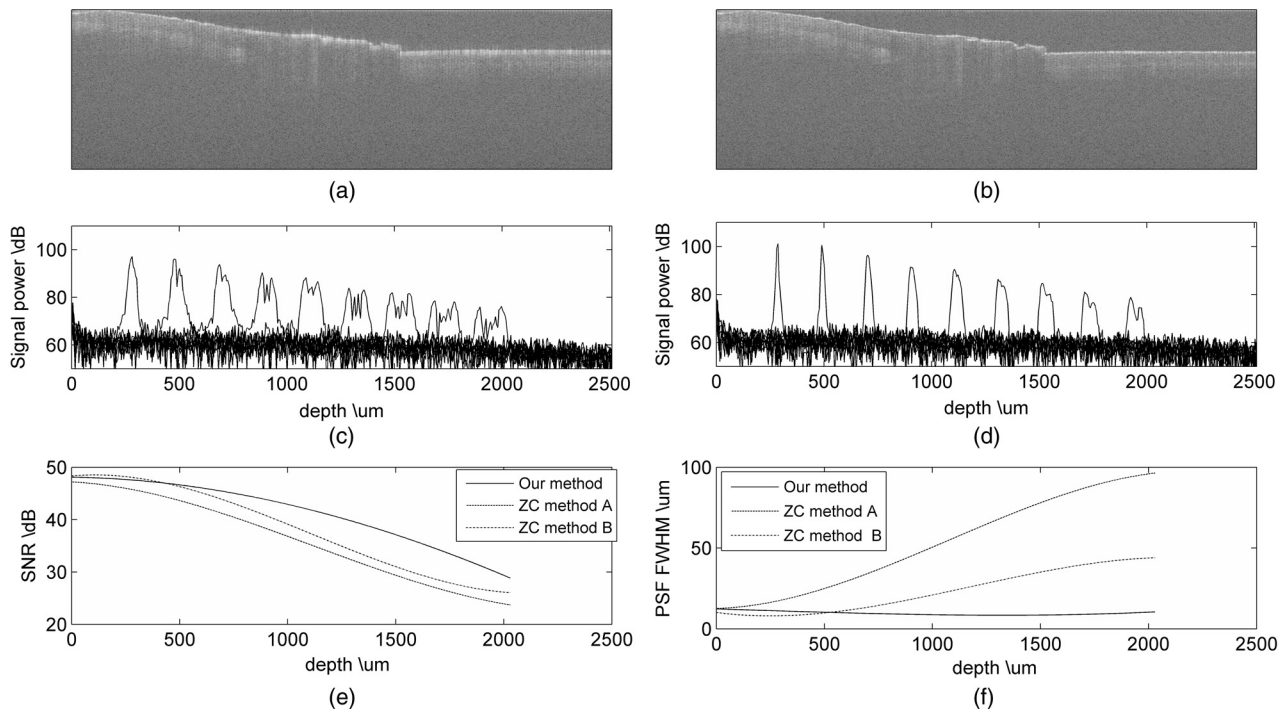 (a)
(b)
Signal power \dB
100
80
60
0
500
1000
1500
2000
2500
depth \um
(c)
Signal power \dB
100
80
60
0
500
1000
1500
2000
2500
depth \um
(d)
SNR \dB
50
40
30
20
0
500
1000
1500
2000
2500
Our method
ZC method A
ZC method B
depth \um
(e)
PSF FWHM \um
100
50
0
0
500
1000
1500
2000
2500
Our method
ZC method A
ZC method B
depth \um
(f)